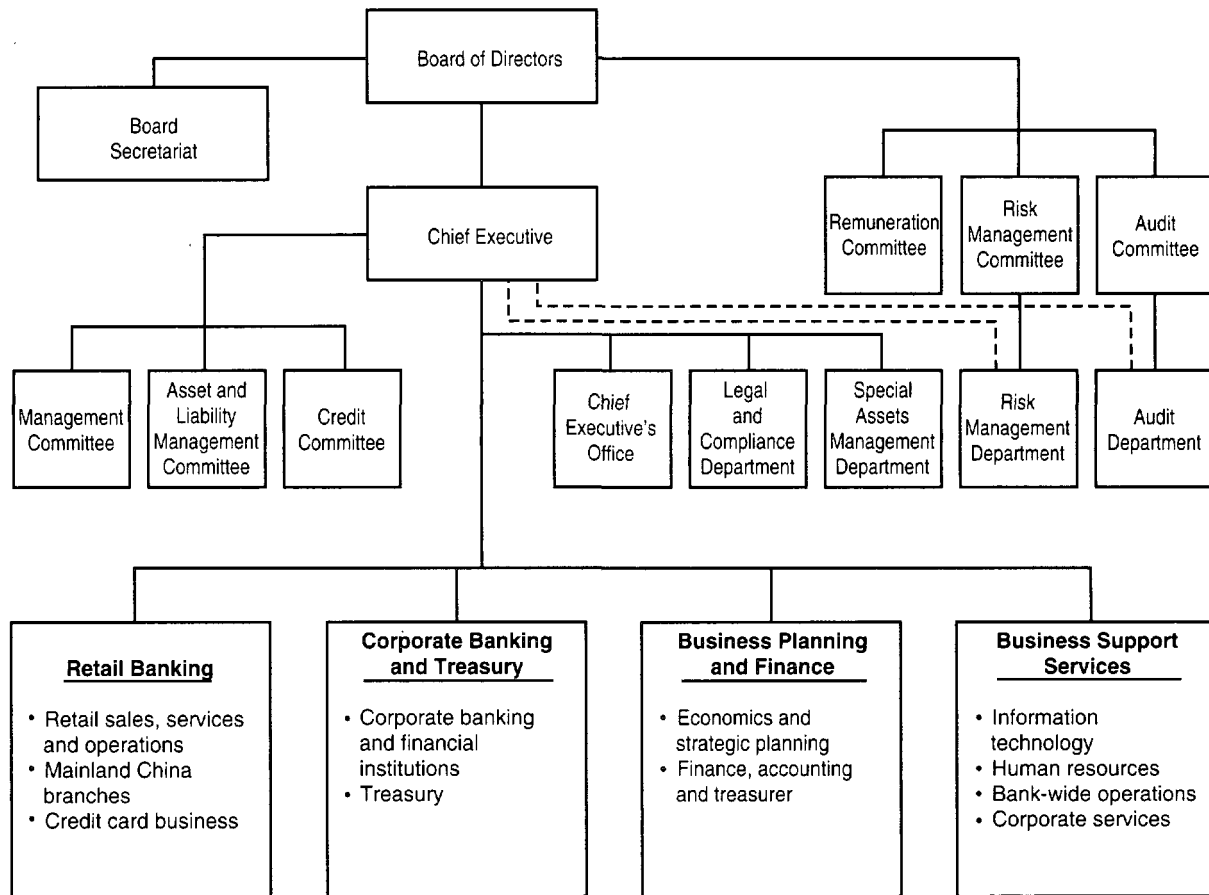 Board of Directors
Board
Secretariat
Chief Executive
Remuneration
Committee
Risk
Management
Committee
Audit
Committee
Management
Committee
Asset and
Liability
Management
Committee
Credit
Committee
Chief
Executive's
Office
Legal
and
Compliance
Department
Special
Assets
Management
Department
Risk
Management
Department
Audit
Department
Retail Banking
• Retail sales, services
and operations
• Mainland China
branches
• Credit card business
Corporate Banking
and Treasury
• Corporate banking
and financial
institutions
• Treasury
Business Planning
and Finance
• Economics and
strategic planning
• Finance, accounting
and treasurer
Business Support
Services
• Information
technology
• Human resources
• Bank-wide operations
• Corporate services